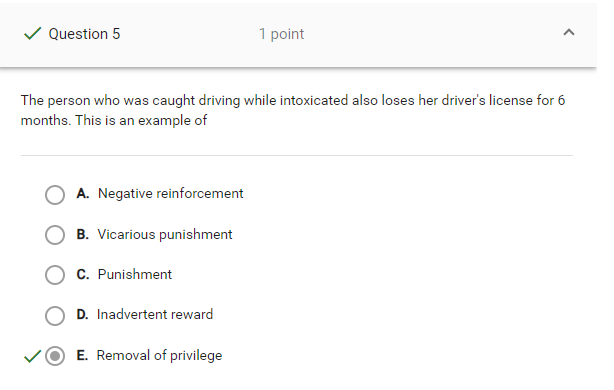 Question 5 1 point
The person who was caught driving while intoxicated also loses her driver's license for 6
months. This is an example of
A. Negative reinforcement
B. Vicarious punishment
C. Punishment
D. Inadvertent reward
E. Removal of privilege